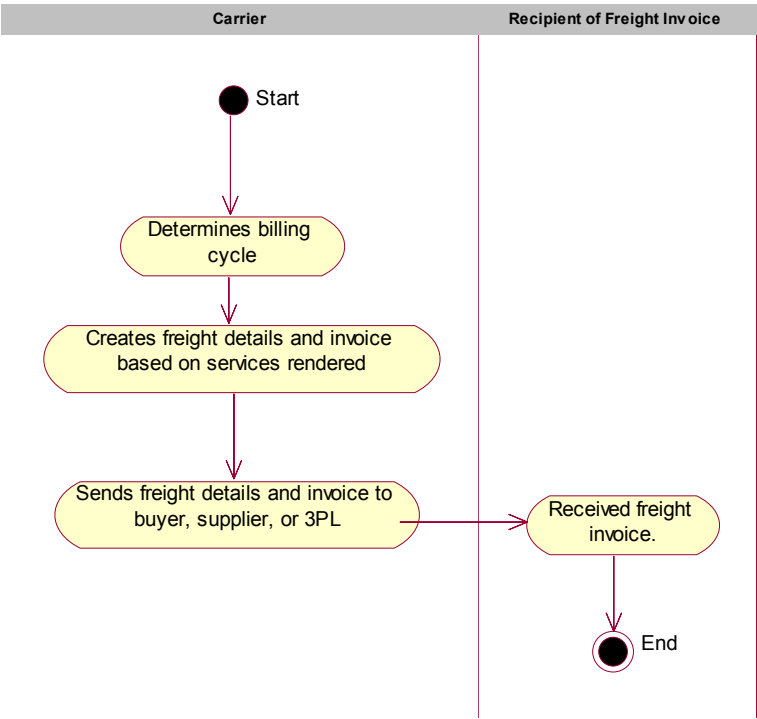 Carrier
Recipient of Freight Invoice
Start
Determines billing
cycle
Creates freight details and invoice
based on services rendered
Sends freight details and invoice to
buyer, supplier, or 3PL
Received freight
invoice.
End